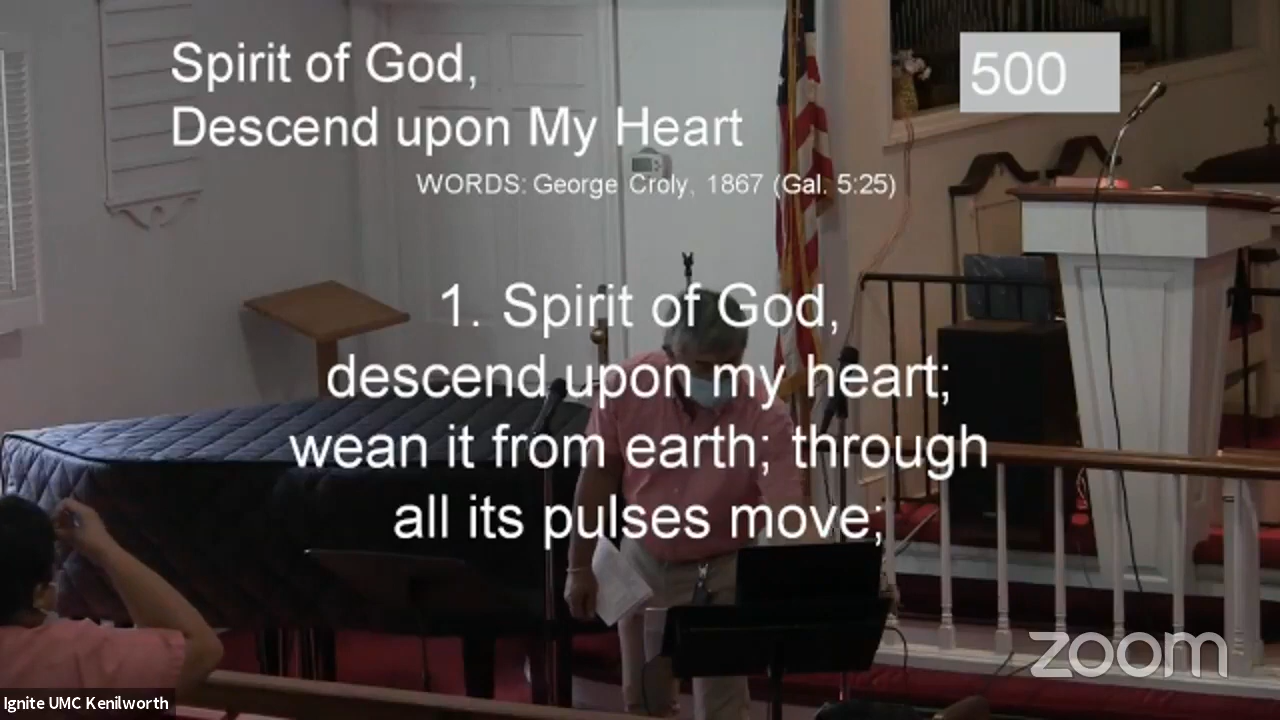 Spirit of God,
500
Descend upon My Heart
WORDS: George Croly, 1867 (Gal. 5:25)
1. Spirit of God,
descend upon my heart;
wean it from earth; through
all its pulses move;
zoom
Ignite UMC Kenilworth